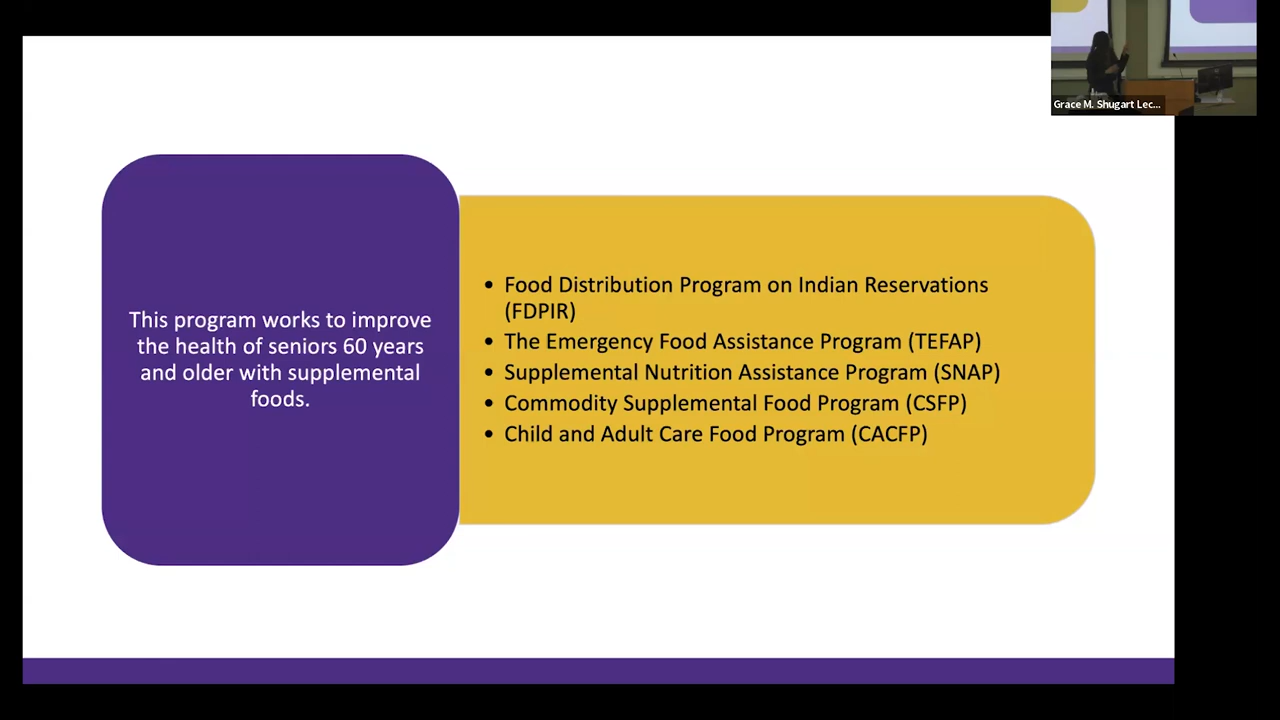 Grace M. Shugart Lec...
This program works to improve
the health of seniors 60 years
and older with supplemental
foods.
• Food Distribution Program on Indian Reservations
(FDPIR)
• The Emergency Food Assistance Program (TEFAP)
• Supplemental Nutrition Assistance Program (SNAP)
• Commodity Supplemental Food Program (CSFP)
• Child and Adult Care Food Program (CACFP)